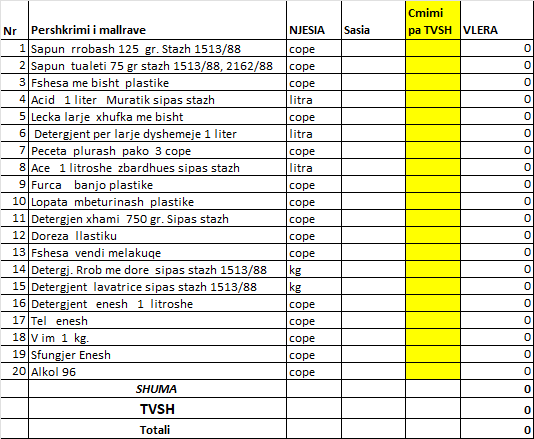 Nr Pershkrimi i mallrave NJESIA Sasia Cmimi pa TVSH VLERA
1 Sapun rrobash 125 gr. Stazh 1513/88 cope 0
2 Sapun tualeti 75 gr stazh 1513/88, 2162/88 cope 0
3 Fshesa me bisht plastike cope 0
4 Acid 1 liter Muratik sipas stazh litra 0
5 Lecka larje xhufka me bisht cope 0
6 Detergjent per larje dyshemeje 1 liter litra 0
7 Peceta plurash pako 3 cope cope 0
8 Ace 1 litroshe zbardhues sipas stazh litra 0
9 Furca banjo plastike cope 0
10 Lopata mbeturinash plastike cope 0
11 Detergjen xhami 750 gr. Sipas stazh cope 0
12 Doreza llastiku cope 0
13 Fshesa vendi melakuqe cope 0
14 Detergj. Rrob me dore sipas stazh 1513/88 kg 0
15 Detergjent lavatrice sipas stazh 1513/88 kg 0
16 Detergjent enesh 1 litroshe cope 0
17 Tel enesh cope 0
18 V im 1 kg. cope 0
19 Sfungjer Enesh cope 0
20 Alkol 96 cope 0
SHUMA 0
TVSH 0
Totali 0